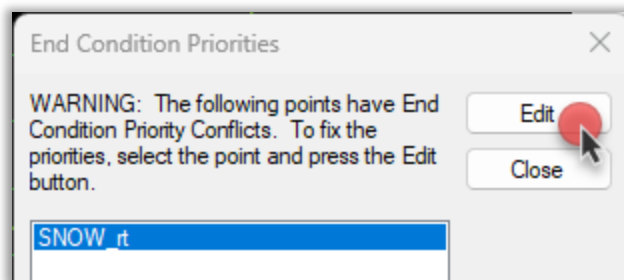 End Condition Priorities
WARNING:  The following points have End
Condition Priority Conflicts.  To fix the
priorities, select the point and press the Edit
button.
Edit
Close
SNOW_rt